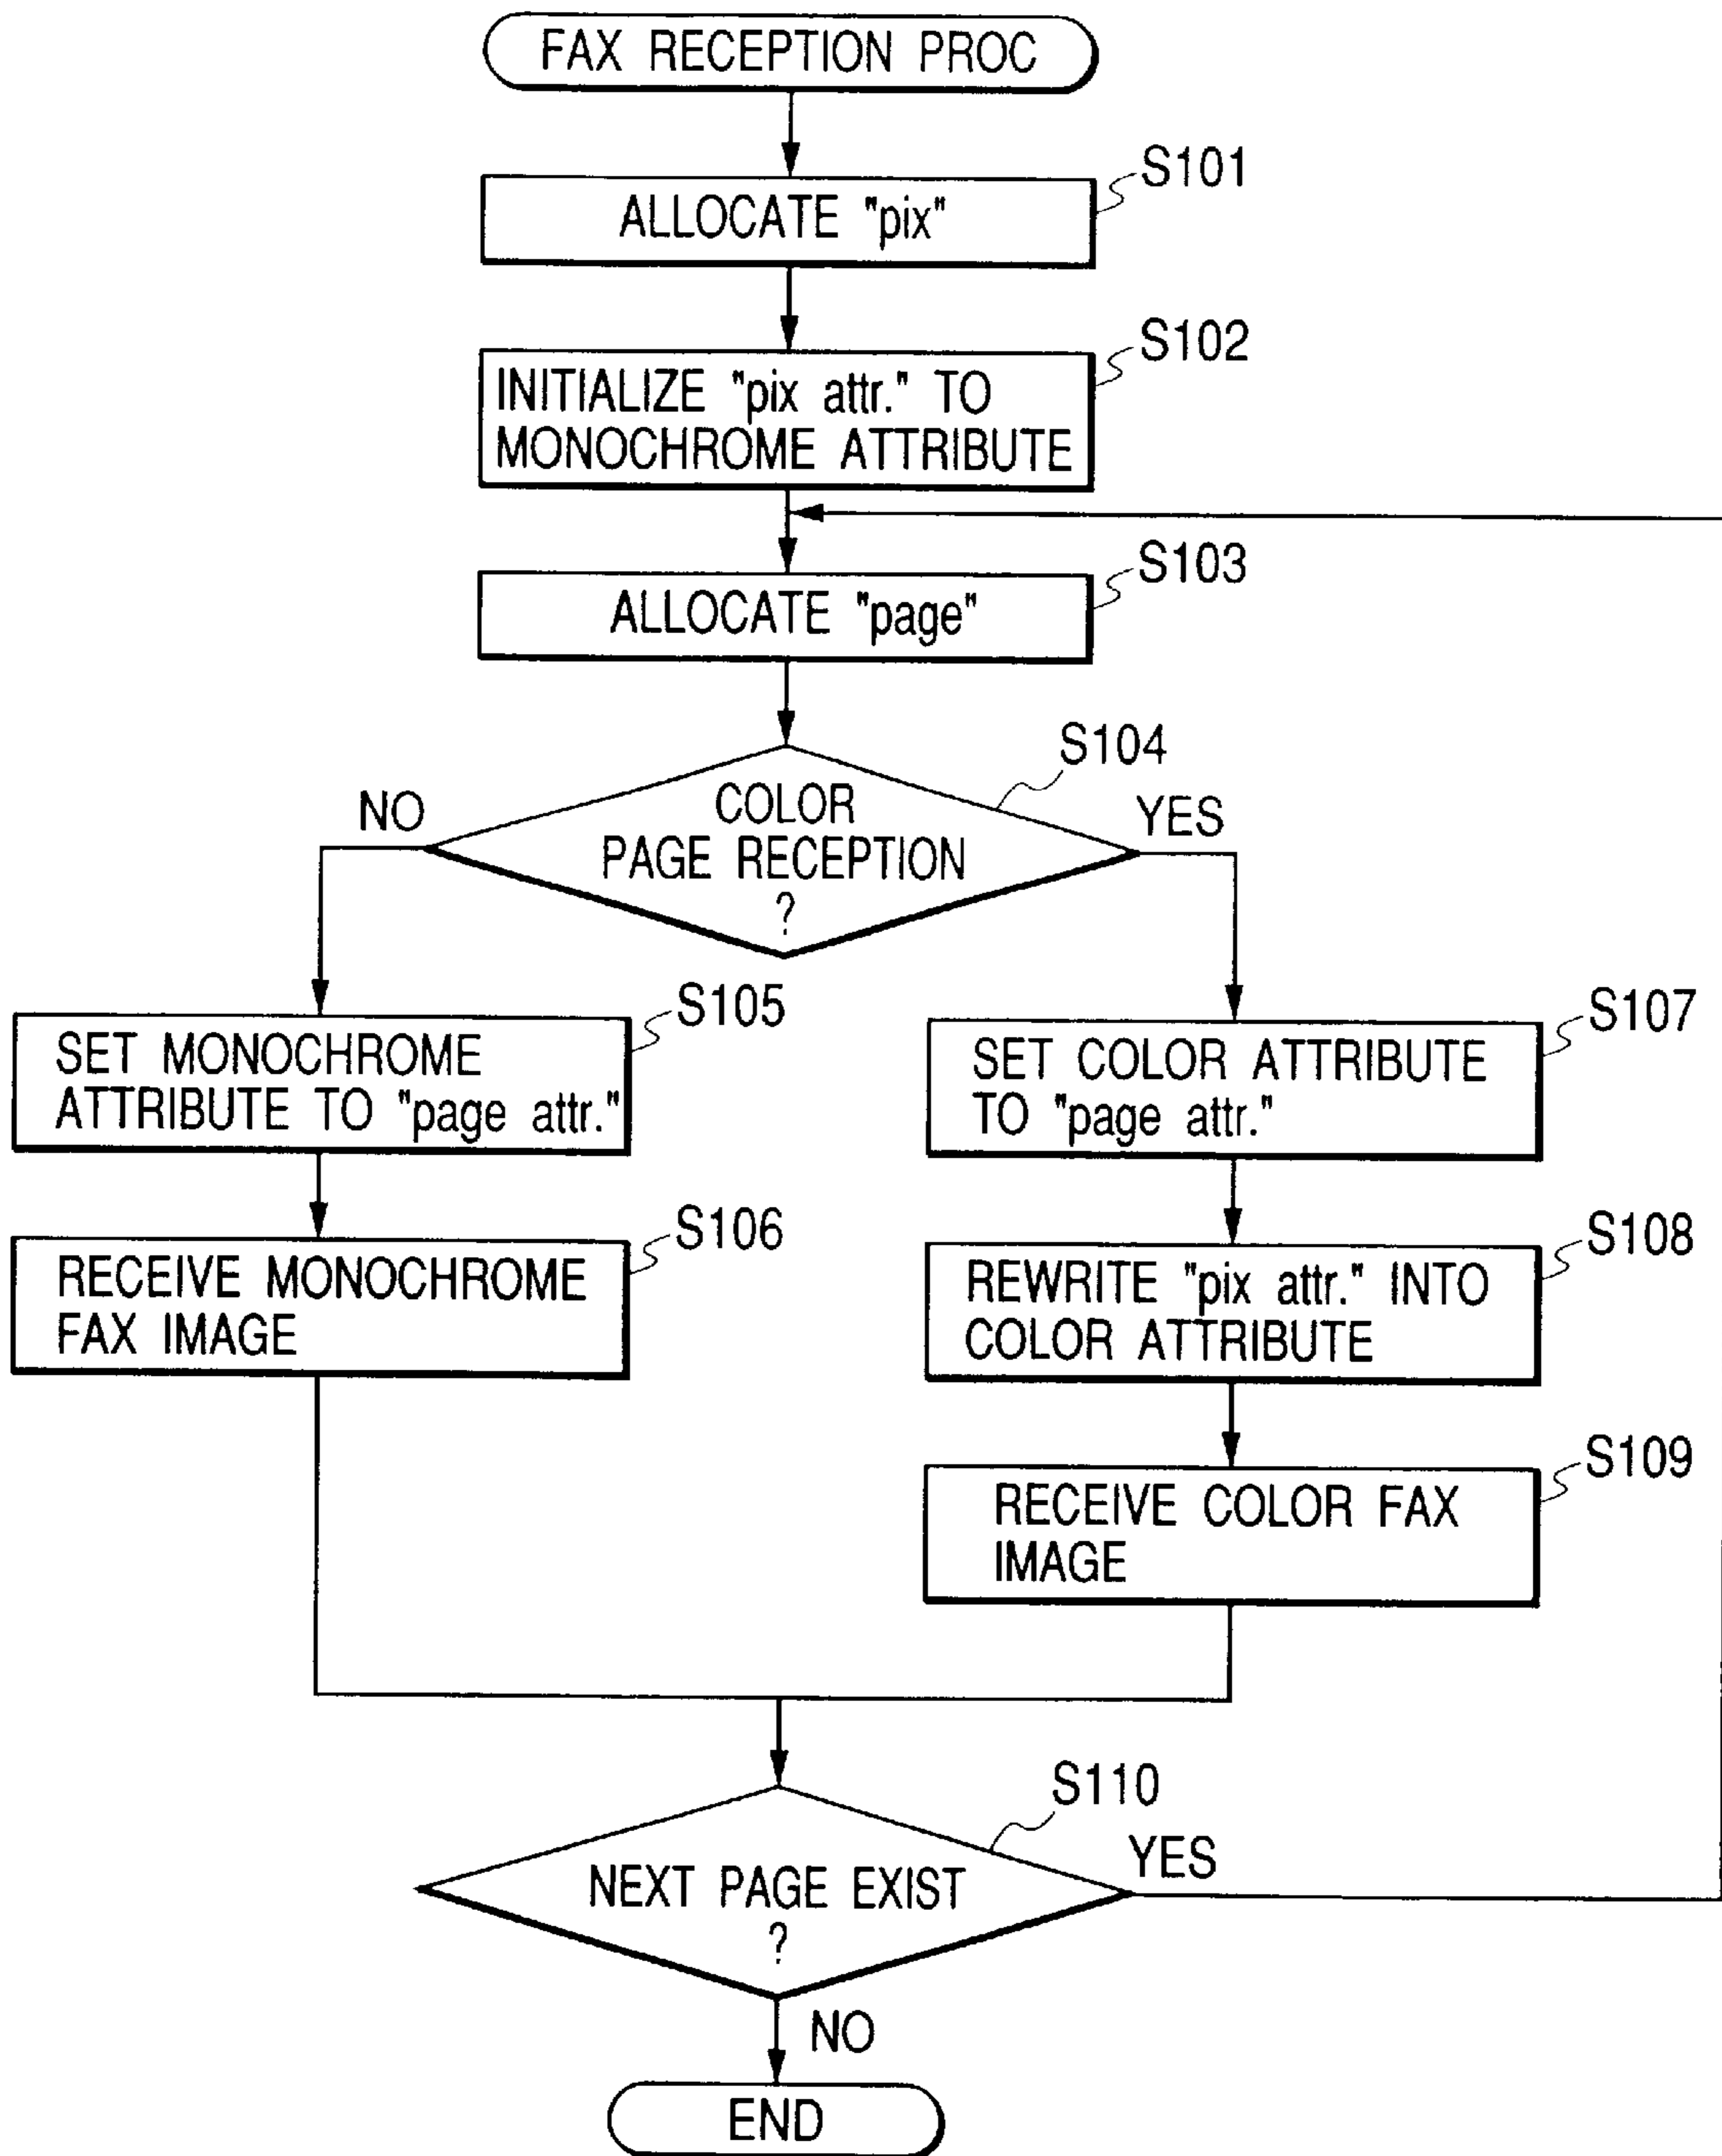 FAX RECEPTION PROC
S101
ALLOCATE "pix"
S102
INITIALIZE "pix attr." TO
MONOCHROME ATTRIBUTE
S103
ALLOCATE "page"
S104
COLOR
PAGE RECEPTION
?
NO
YES
S105
SET MONOCHROME
ATTRIBUTE TO "page attr."
S106
RECEIVE MONOCHROME
FAX IMAGE
S107
SET COLOR ATTRIBUTE
TO "page attr."
S108
REWRITE "pix attr." INTO
COLOR ATTRIBUTE
S109
RECEIVE COLOR FAX
IMAGE
S110
NEXT PAGE EXIST
?
YES
NO
END